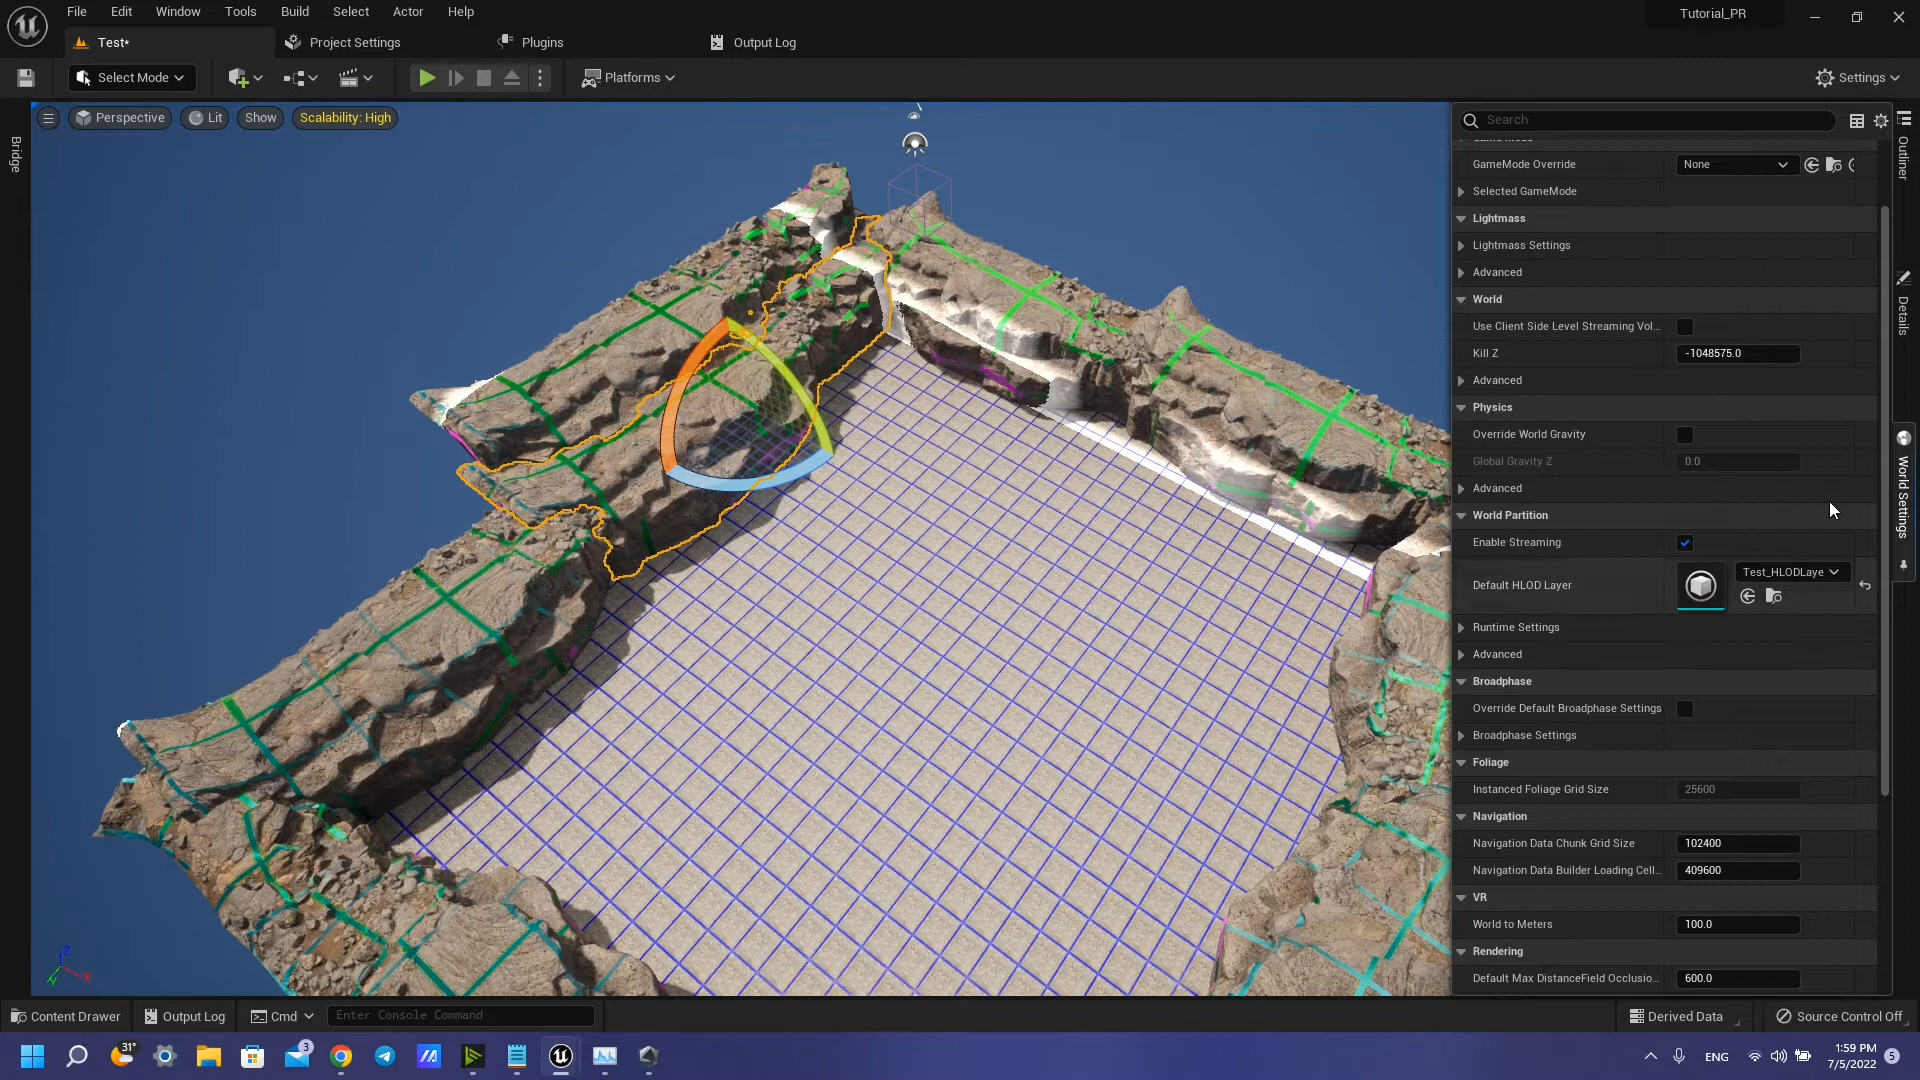 File Edit Window Tools Build Select Actor Help
Tutorial_PR
Test*
Project Settings
Plugins
Output Log
Select Mode
Platforms
Settings
Perspective
Lit
Show
Scalability: High
Bridge
Search
Outliner
Details
World Settings
GameMode Override
None
Selected GameMode
Lightmass
Lightmass Settings
Advanced
World
Use Client Side Level Streaming Vol...
Kill Z
-1048575.0
Advanced
Physics
Override World Gravity
Global Gravity Z
0.0
Advanced
World Partition
Enable Streaming
Default HLOD Layer
Test_HLODLaye
Runtime Settings
Advanced
Broadphase
Override Default Broadphase Settings
Broadphase Settings
Foliage
Instanced Foliage Grid Size
25600
Navigation
Navigation Data Chunk Grid Size
102400
Navigation Data Builder Loading Cell...
409600
VR
World to Meters
100.0
Rendering
Default Max DistanceField Occlusio...
600.0
Z
X
Y
Content Drawer
Output Log
Cmd
Enter Console Command
Derived Data
Source Control Off
31°
3
ENG
1:59 PM
7/5/2022
5